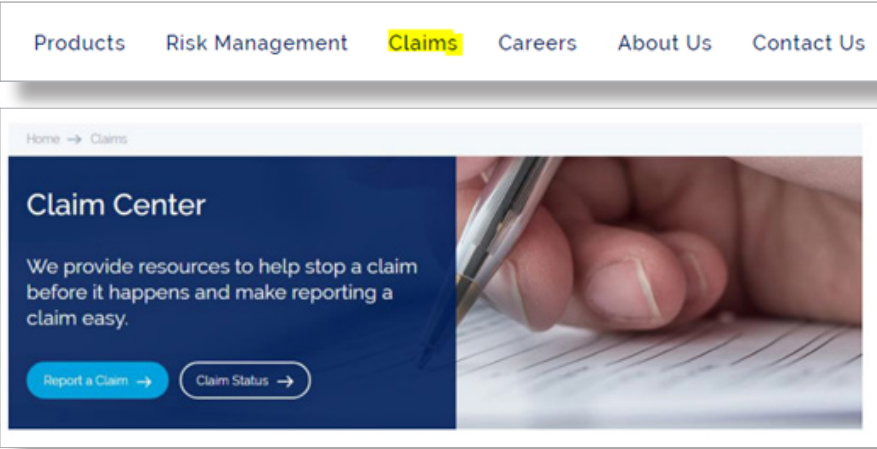 Products Risk Management Claims Careers About Us Contact Us
Home → Claims
Claim Center
We provide resources to help stop a claim
before it happens and make reporting a
claim easy.
Report a Claim → Claim Status →